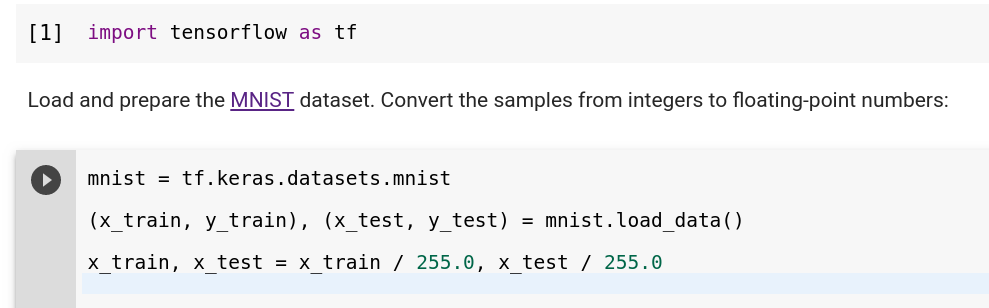 [1] import tensorflow as tf
Load and prepare the MNIST dataset. Convert the samples from integers to floating-point numbers:
mnist = tf.keras.datasets.mnist
(x_train, y_train), (x_test, y_test) = mnist.load_data()
x_train, x_test = x_train / 255.0, x_test / 255.0